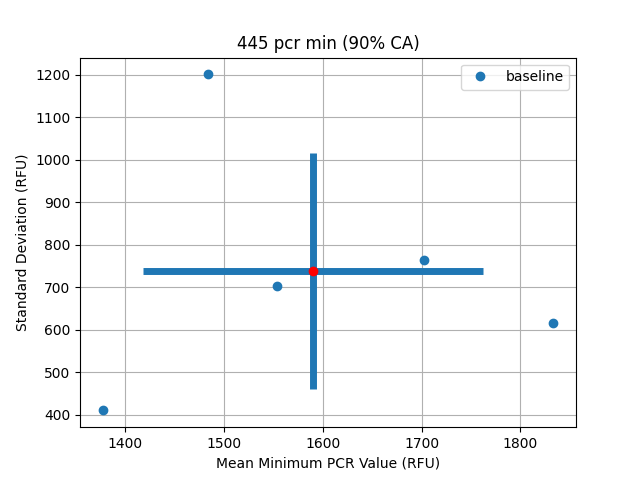 445 pcr min (90% CA)
baseline
1200
1100
1000
900
800
700
600
500
400
Standard Deviation (RFU)
1400 1500 1600 1700 1800
Mean Minimum PCR Value (RFU)